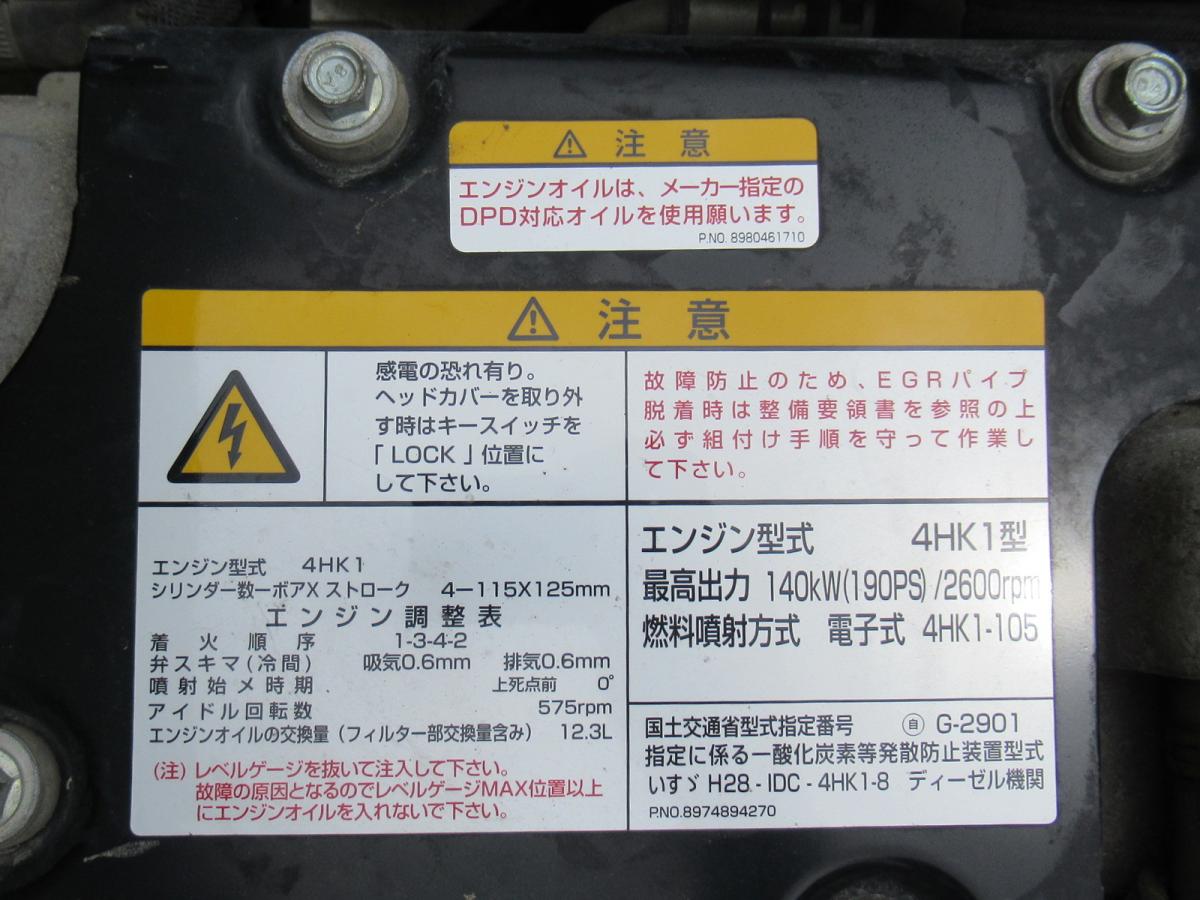 注意
エンジンオイルは、メーカー指定の
DPD対応オイルを使用願います。
P.NO. 8980461710
注意
感電の恐れ有り。
ヘッドカバーを取り外
す時はキースイッチを
「LOCK」位置に
して下さい。
故障防止のため、EGRパイプ
脱着時は整備要領書を参照の上
必ず組付け手順を守って作業し
て下さい。
エンジン型式 4HK1
シリンダー数ーボアX ストローク 4ー115X125mm
エンジン調整表
着火順序 1-3-4-2
弁スキマ(冷間) 吸気0.6mm 排気0.6mm
噴射始メ時期 上死点前 0°
アイドル回転数 575rpm
エンジンオイルの交換量(フィルター部交換量含み) 12.3L
(注) レベルゲージを抜いて注入して下さい。
故障の原因となるのでレベルゲージMAX位置以上
にエンジンオイルを入れないで下さい。
エンジン型式 4HK1型
最高出力 140kW(190PS)/2600rpm
燃料噴射方式 電子式 4HK1-105
国土交通省型式指定番号 ㊀自 G-2901
指定に係る一酸化炭素等発散防止装置型式
いすゞ H28 - IDC - 4HK1-8 ディーゼル機関
P.NO.8974894270